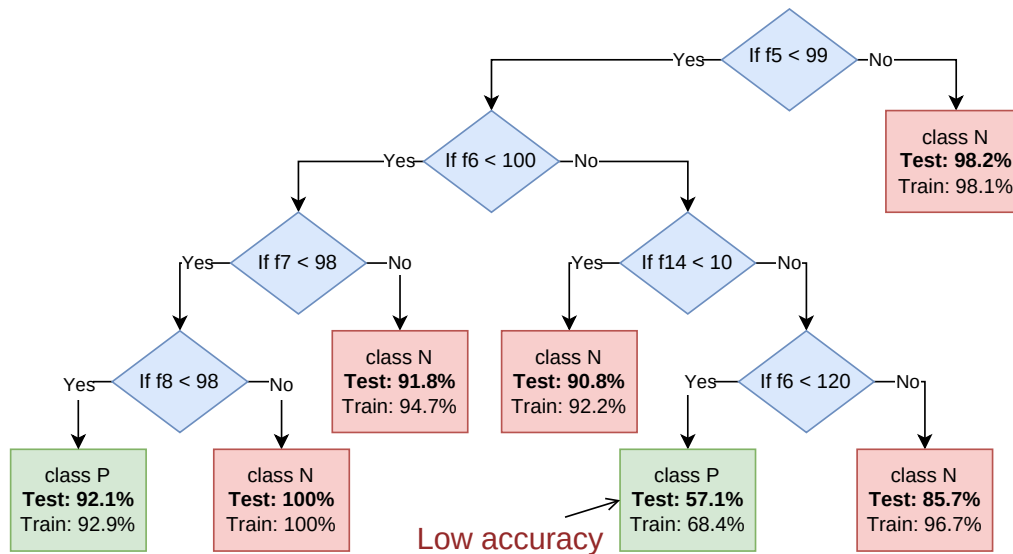 If f5 < 99
Yes
No
class N
Test: 98.2%
Train: 98.1%
If f6 < 100
Yes
No
If f7 < 98
Yes
No
If f14 < 10
Yes
No
class N
Test: 91.8%
Train: 94.7%
class N
Test: 90.8%
Train: 92.2%
If f8 < 98
Yes
No
If f6 < 120
Yes
No
class P
Test: 92.1%
Train: 92.9%
class N
Test: 100%
Train: 100%
class P
Test: 57.1%
Train: 68.4%
class N
Test: 85.7%
Train: 96.7%
Low accuracy